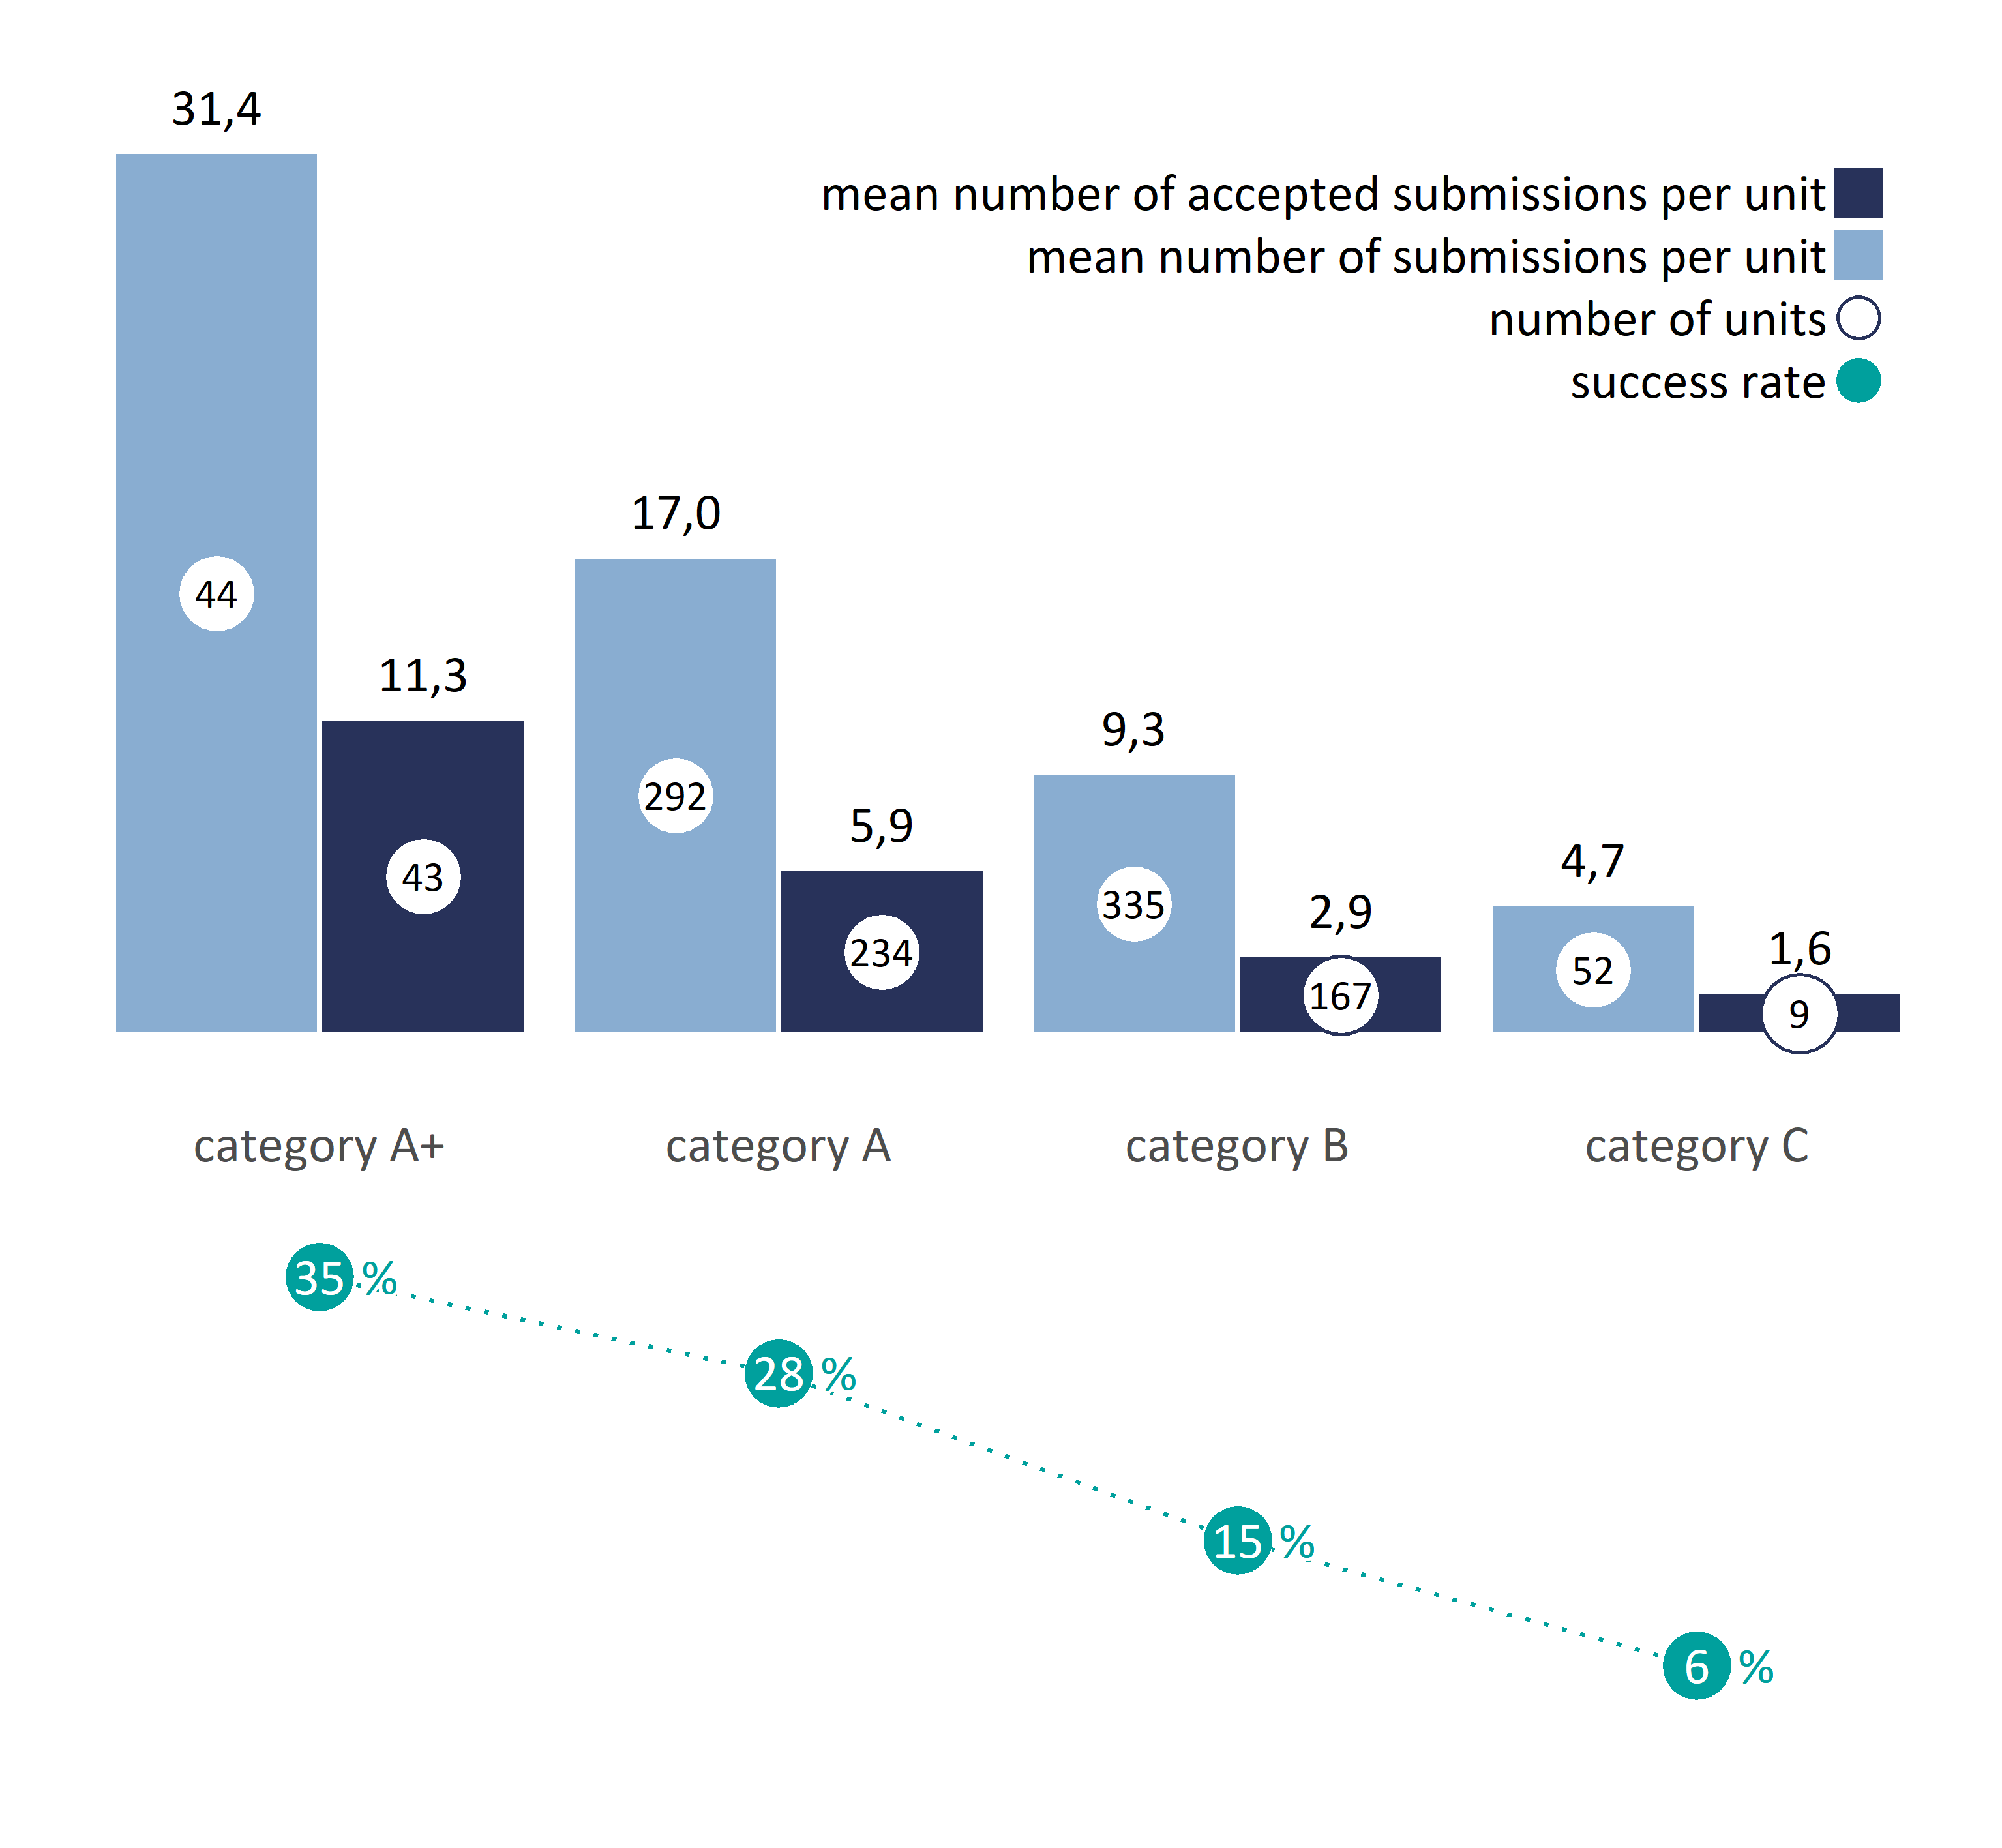 31,4
mean number of accepted submissions per unit
mean number of submissions per unit
number of units
success rate
17,0
44
11,3
292
9,3
5,9
43
4,7
335
2,9
234
1,6
52
167
9
category A+
category A
category B
category C
35 %
28 %
15 %
6 %